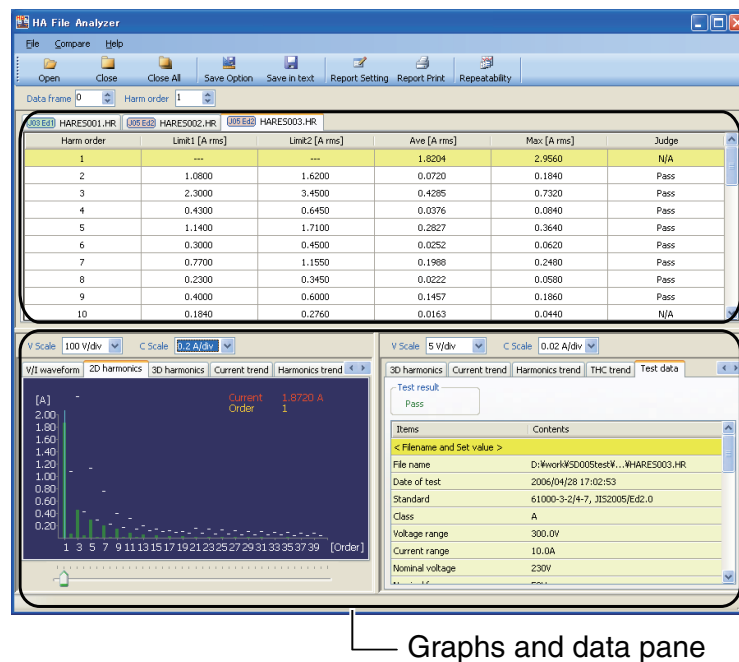 HA File Analyzer
File Compare Help
Open Close Close All Save Option Save in text Report Setting Report Print Repeatability
Data frame 0 Harm order 1
J03 Ed1 HARES001.HR J05 Ed2 HARES002.HR J05 Ed2 HARES003.HR
Harm order Limit1 [A rms] Limit2 [A rms] Ave [A rms] Max [A rms] Judge
1 --- --- 1.8204 2.9560 N/A
2 1.0800 1.6200 0.0720 0.1840 Pass
3 2.3000 3.4500 0.4285 0.7320 Pass
4 0.4300 0.6450 0.0376 0.0840 Pass
5 1.1400 1.7100 0.2827 0.3640 Pass
6 0.3000 0.4500 0.0252 0.0620 Pass
7 0.7700 1.1550 0.1988 0.2480 Pass
8 0.2300 0.3450 0.0222 0.0580 Pass
9 0.4000 0.6000 0.1457 0.1860 Pass
10 0.1840 0.2760 0.0163 0.0440 N/A
V Scale 100 V/div C Scale 0.2 A/div
V/I waveform 2D harmonics 3D harmonics Current trend Harmonics trend
[A]
Current 1.8720 A
Order 1
2.00
1.80
1.60
1.40
1.20
1.00
0.80
0.60
0.40
0.20
1 3 5 7 9 11 13 15 17 19 21 23 25 27 29 31 33 35 37 39 [Order]
V Scale 5 V/div C Scale 0.02 A/div
3D harmonics Current trend Harmonics trend THC trend Test data
Test result
Pass
Items Contents
< Filename and Set value >
File name D:¥work¥SD005test¥...¥HARES003.HR
Date of test 2006/04/28 17:02:53
Standard 61000-3-2/4-7, JIS2005/Ed2.0
Class A
Voltage range 300.0V
Current range 10.0A
Nominal voltage 230V
Graphs and data pane